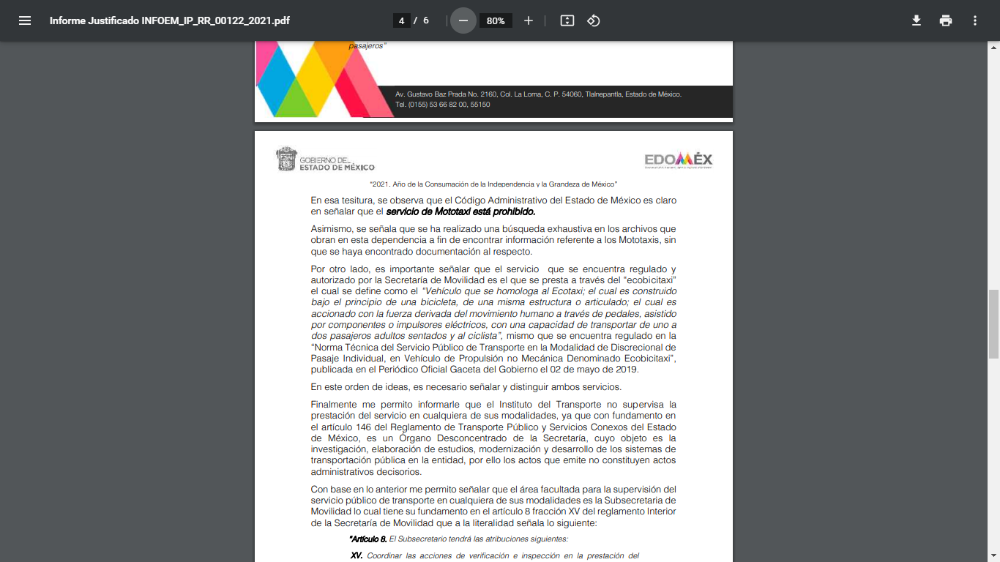 Informe Justificado INFOEM_IP_RR_00122_2021.pdf
4 / 6
80%
pasajeros”
Av. Gustavo Baz Prada No. 2160, Col. La Loma, C. P. 54060, Tlalnepantla, Estado de México.
Tel. (0155) 53 66 82 00, 55150
GOBIERNO DE
ESTADO DE MÉXICO
EDOMÉX
“2021. Año de la Consumación de la Independencia y la Grandeza de México”
En esa tesitura, se observa que el Código Administrativo del Estado de México es claro
en señalar que el servicio de Mototaxi está prohibido.
Asimismo, se señala que se ha realizado una búsqueda exhaustiva en los archivos que
obran en esta dependencia a fin de encontrar información referente a los Mototaxis, sin
que se haya encontrado documentación al respecto.
Por otro lado, es importante señalar que el servicio que se encuentra regulado y
autorizado por la Secretaría de Movilidad es el que se presta a través del “ecobicitaxi”
el cual se define como el “Vehículo que se homologa al Ecotaxi; el cual es construido
bajo el principio de una bicicleta, de una misma estructura o articulado; el cual es
accionado con la fuerza derivada del movimiento humano a través de pedales, asistido
por componentes o impulsores eléctricos, con una capacidad de transportar de uno a
dos pasajeros adultos sentados y al ciclista”, mismo que se encuentra regulado en la
“Norma Técnica del Servicio Público de Transporte en la Modalidad de Discrecional de
Pasaje Individual, en Vehículo de Propulsión no Mecánica Denominado Ecobicitaxi”,
publicada en el Periódico Oficial Gaceta del Gobierno el 02 de mayo de 2019.
En este orden de ideas, es necesario señalar y distinguir ambos servicios.
Finalmente me permito informarle que el Instituto del Transporte no supervisa la
prestación del servicio en cualquiera de sus modalidades, ya que con fundamento en
el artículo 146 del Reglamento de Transporte Público y Servicios Conexos del Estado
de México, es un Órgano Desconcentrado de la Secretaría, cuyo objeto es la
investigación, elaboración de estudios, modernización y desarrollo de los sistemas de
transportación pública en la entidad, por ello los actos que emite no constituyen actos
administrativos decisorios.
Con base en lo anterior me permito señalar que el área facultada para la supervisión del
servicio público de transporte en cualquiera de sus modalidades es la Subsecretaria de
Movilidad lo cual tiene su fundamento en el artículo 8 fracción XV del reglamento Interior
de la Secretaría de Movilidad que a la literalidad señala lo siguiente:
“Artículo 8. El Subsecretario tendrá las atribuciones siguientes:
XV. Coordinar las acciones de verificación e inspección en la prestación del